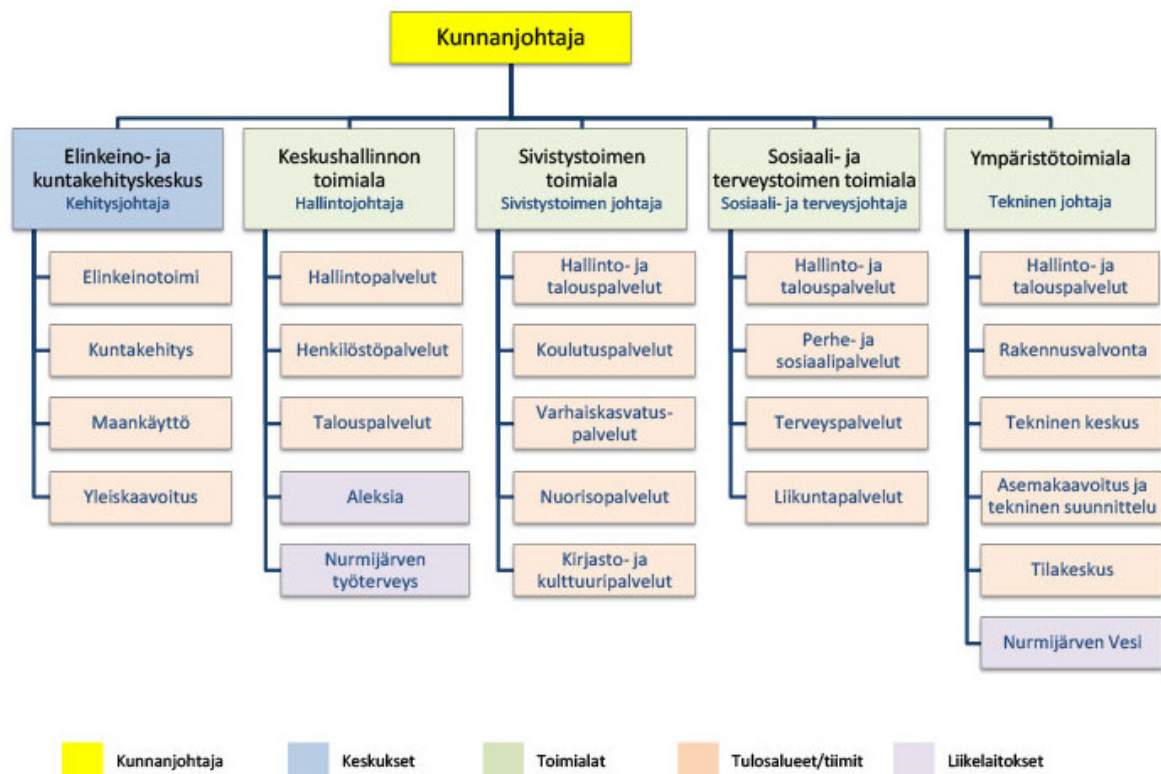 Kunnanjohtaja
Elinkeino- ja
kuntakehityskeskus
Kehitysjohtaja
Elinkeinotoimi
Kuntakehitys
Maankäyttö
Yleiskaavoitus
Keskushallinnon
toimiala
Hallintojohtaja
Hallintopalvelut
Henkilöstöpalvelut
Talouspalvelut
Aleksia
Nurmijärven
työterveys
Sivistystoimen
toimiala
Sivistystoimen johtaja
Hallinto- ja
talouspalvelut
Koulutuspalvelut
Varhaiskasvatus-
palvelut
Nuorisopalvelut
Kirjasto- ja
kulttuuripalvelut
Sosiaali- ja
terveystoimen toimiala
Sosiaali- ja terveysjohtaja
Hallinto- ja
talouspalvelut
Perhe- ja
sosiaalipalvelut
Terveyspalvelut
Liikuntapalvelut
Ympäristötoimiala
Tekninen johtaja
Hallinto- ja
talouspalvelut
Rakennusvalvonta
Tekninen keskus
Asemakaavoitus ja
tekninen suunnittelu
Tilakeskus
Nurmijärven Vesi
Kunnanjohtaja
Keskukset
Toimialat
Tulosalueet/tiimit
Liikelaitokset